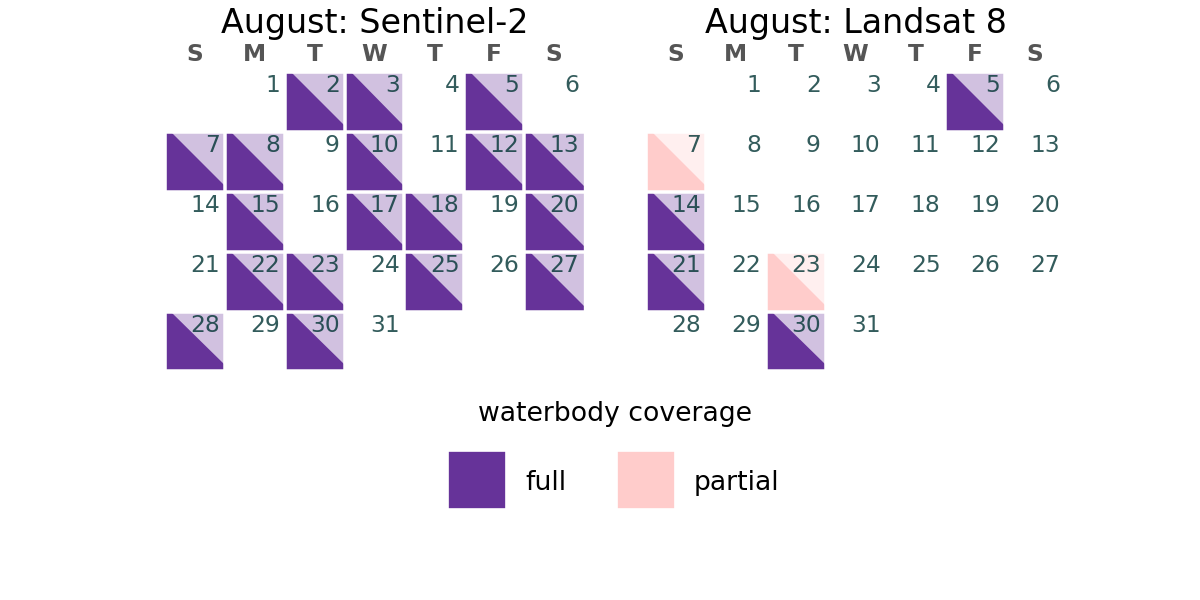 August: Sentinel-2
S M T W T F S
1 2 3 4 5 6
7 8 9 10 11 12 13
14 15 16 17 18 19 20
21 22 23 24 25 26 27
28 29 30 31
August: Landsat 8
S M T W T F S
1 2 3 4 5 6
7 8 9 10 11 12 13
14 15 16 17 18 19 20
21 22 23 24 25 26 27
28 29 30 31
waterbody coverage
full partial